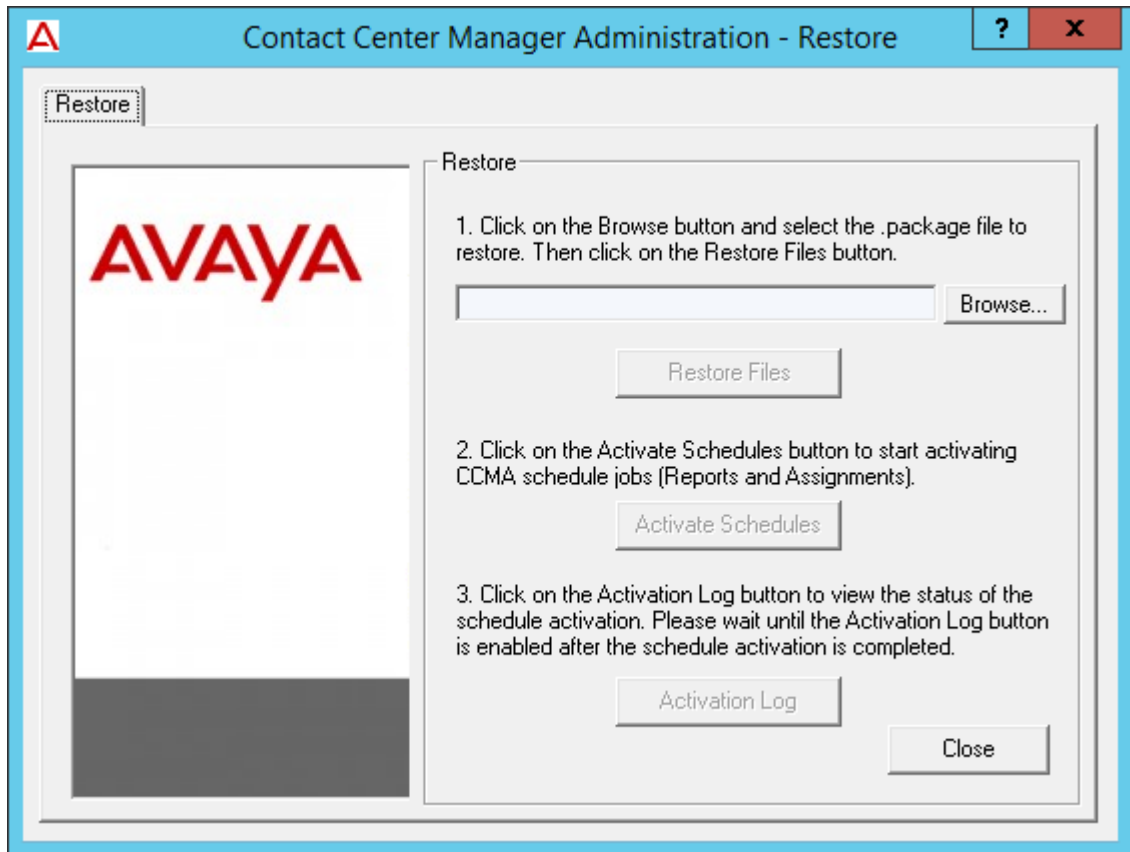 Contact Center Manager Administration - Restore
?
x
Restore
AVAYA
Restore
1. Click on the Browse button and select the .package file to
restore. Then click on the Restore Files button.
Browse...
Restore Files
2. Click on the Activate Schedules button to start activating
CCMA schedule jobs (Reports and Assignments).
Activate Schedules
3. Click on the Activation Log button to view the status of the
schedule activation. Please wait until the Activation Log button
is enabled after the schedule activation is completed.
Activation Log
Close